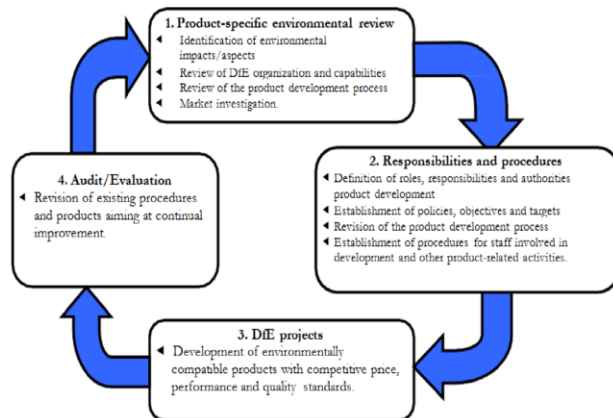 1. Product-specific environmental review
Identification of environmental
impacts/aspects
Review of DfE organization and capabilities
Review of the product development process
Market investigation.
2. Responsibilities and procedures
Definition of roles, responsibilities and authorities
product development
Establishment of policies, objectives and targets
Revision of the product development process
Establishment of procedures for staff involved in
development and other product-related activities.
3. DfE projects
Development of environmentally
compatible products with competitive price,
performance and quality standards.
4. Audit/Evaluation
Revision of existing procedures
and products aiming at continual
improvement.